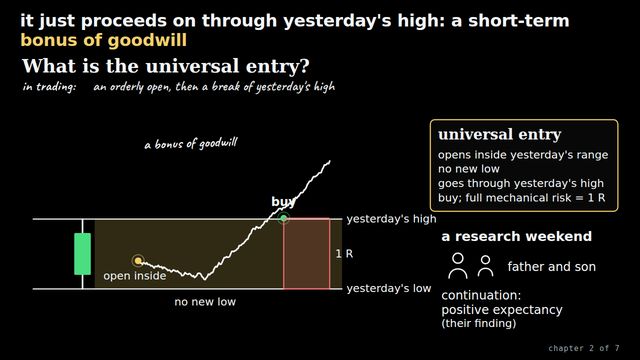 it just proceeds on through yesterday's high: a short-term
bonus of goodwill
What is the universal entry?
in trading: an orderly open, then a break of yesterday's high
a bonus of goodwill
universal entry
opens inside yesterday's range
no new low
goes through yesterday's high
buy; full mechanical risk = 1 R
buy
yesterday's high
a research weekend
1 R
father and son
open inside
yesterday's low
no new low
continuation:
positive expectancy
(their finding)
chapter 2 of 7